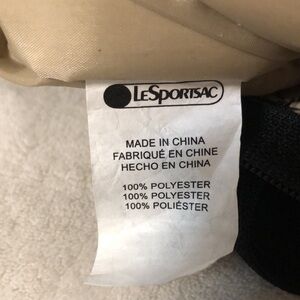 LeSportsac
MADE IN CHINA
FABRIQUÉ EN CHINE
HECHO EN CHINA
100% POLYESTER
100% POLYESTER
100% POLIÉSTER